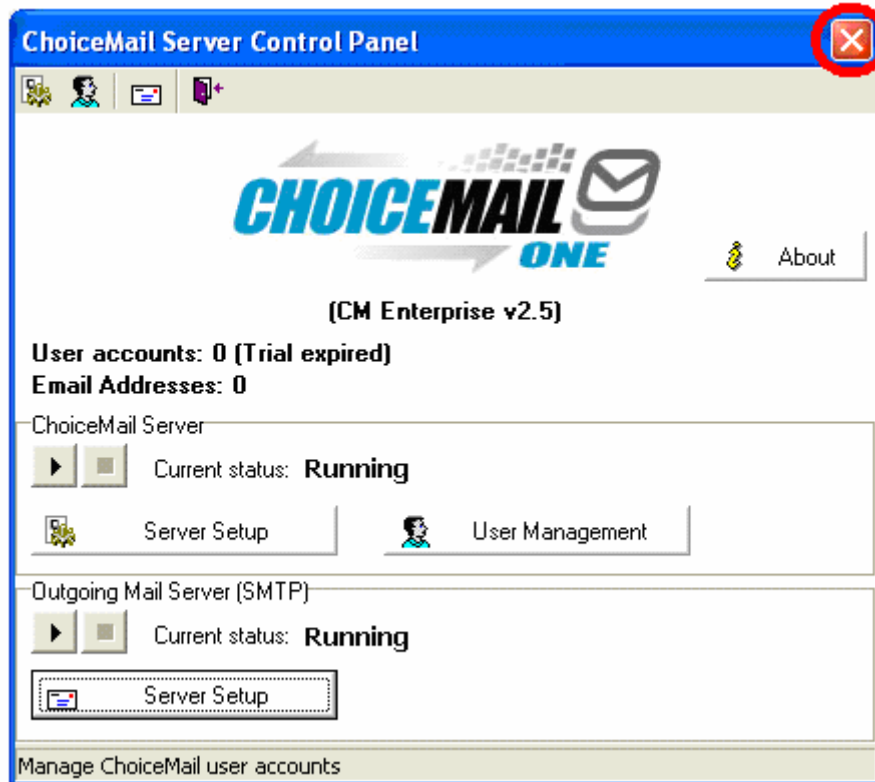 ChoiceMail Server Control Panel
CHOICEMAIL
ONE
About
(CM Enterprise v2.5)
User accounts: 0 (Trial expired)
Email Addresses: 0
ChoiceMail Server
Current status: Running
Server Setup
User Management
Outgoing Mail Server (SMTP)
Current status: Running
Server Setup
Manage ChoiceMail user accounts